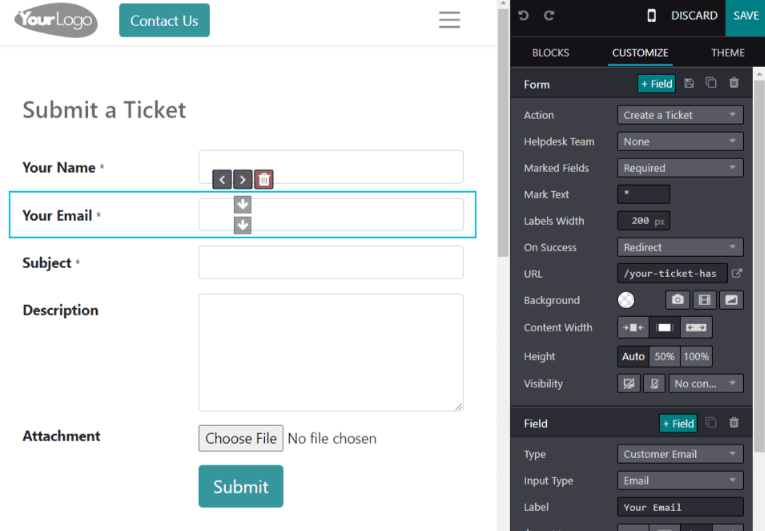 YourLogo
Contact Us
DISCARD
SAVE
BLOCKS
CUSTOMIZE
THEME
Submit a Ticket
Your Name *
Your Email *
Subject *
Description
Attachment
Choose File No file chosen
Submit
Form
+ Field
Action Create a Ticket
Helpdesk Team None
Marked Fields Required
Mark Text *
Labels Width 200 px
On Success Redirect
URL /your-ticket-has
Background
Content Width
Height Auto 50% 100%
Visibility No con...
Field
+ Field
Type Customer Email
Input Type Email
Label Your Email